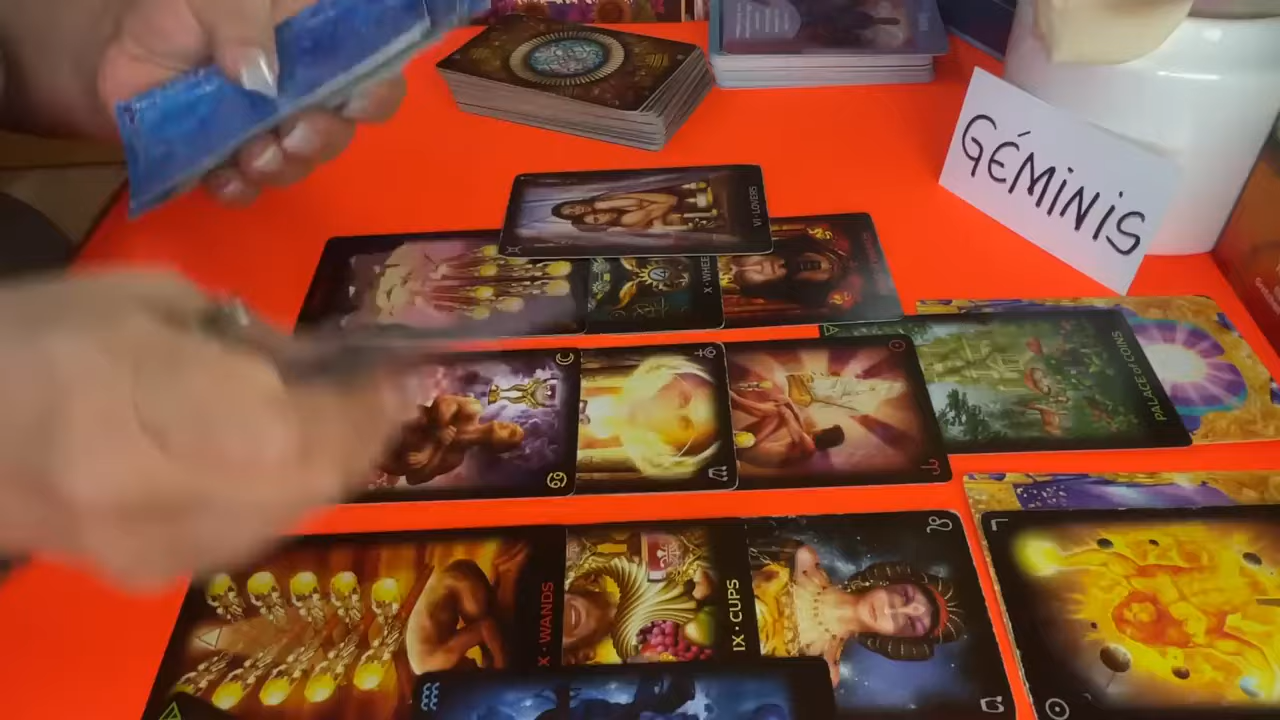 GÉMINIS
VI · LOVERS
X · WHEE
PALACE of COINS
X · WANDS
IX · CUPS